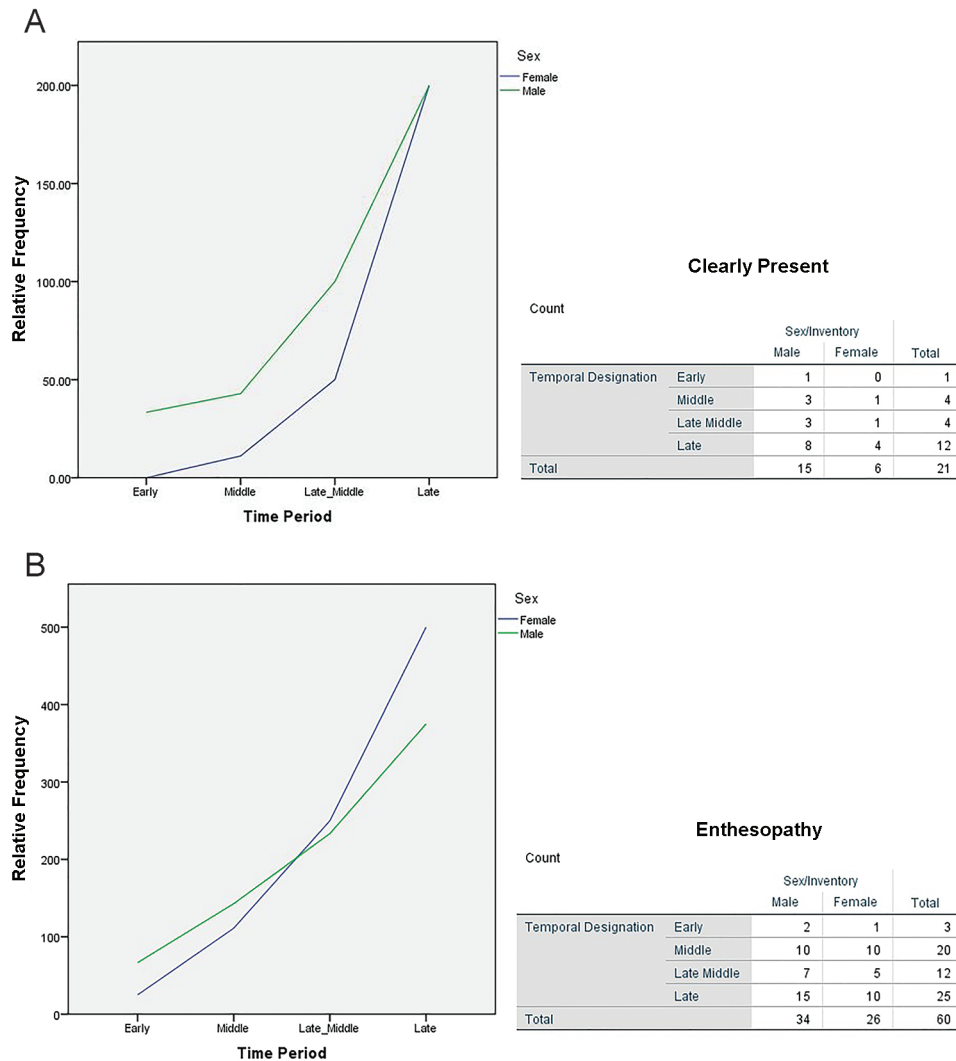 A
Sex
Female
Male
200.00
150.00
100.00
50.00
0.00
Relative Frequency
Early Middle Late_Middle Late
Time Period
Clearly Present
Count
Sex/Inventory
Male Female Total
Temporal Designation Early 1 0 1
Middle 3 1 4
Late Middle 3 1 4
Late 8 4 12
Total 15 6 21
B
Sex
Female
Male
500
400
300
200
100
0
Relative Frequency
Early Middle Late_Middle Late
Time Period
Enthesopathy
Count
Sex/Inventory
Male Female Total
Temporal Designation Early 2 1 3
Middle 10 10 20
Late Middle 7 5 12
Late 15 10 25
Total 34 26 60